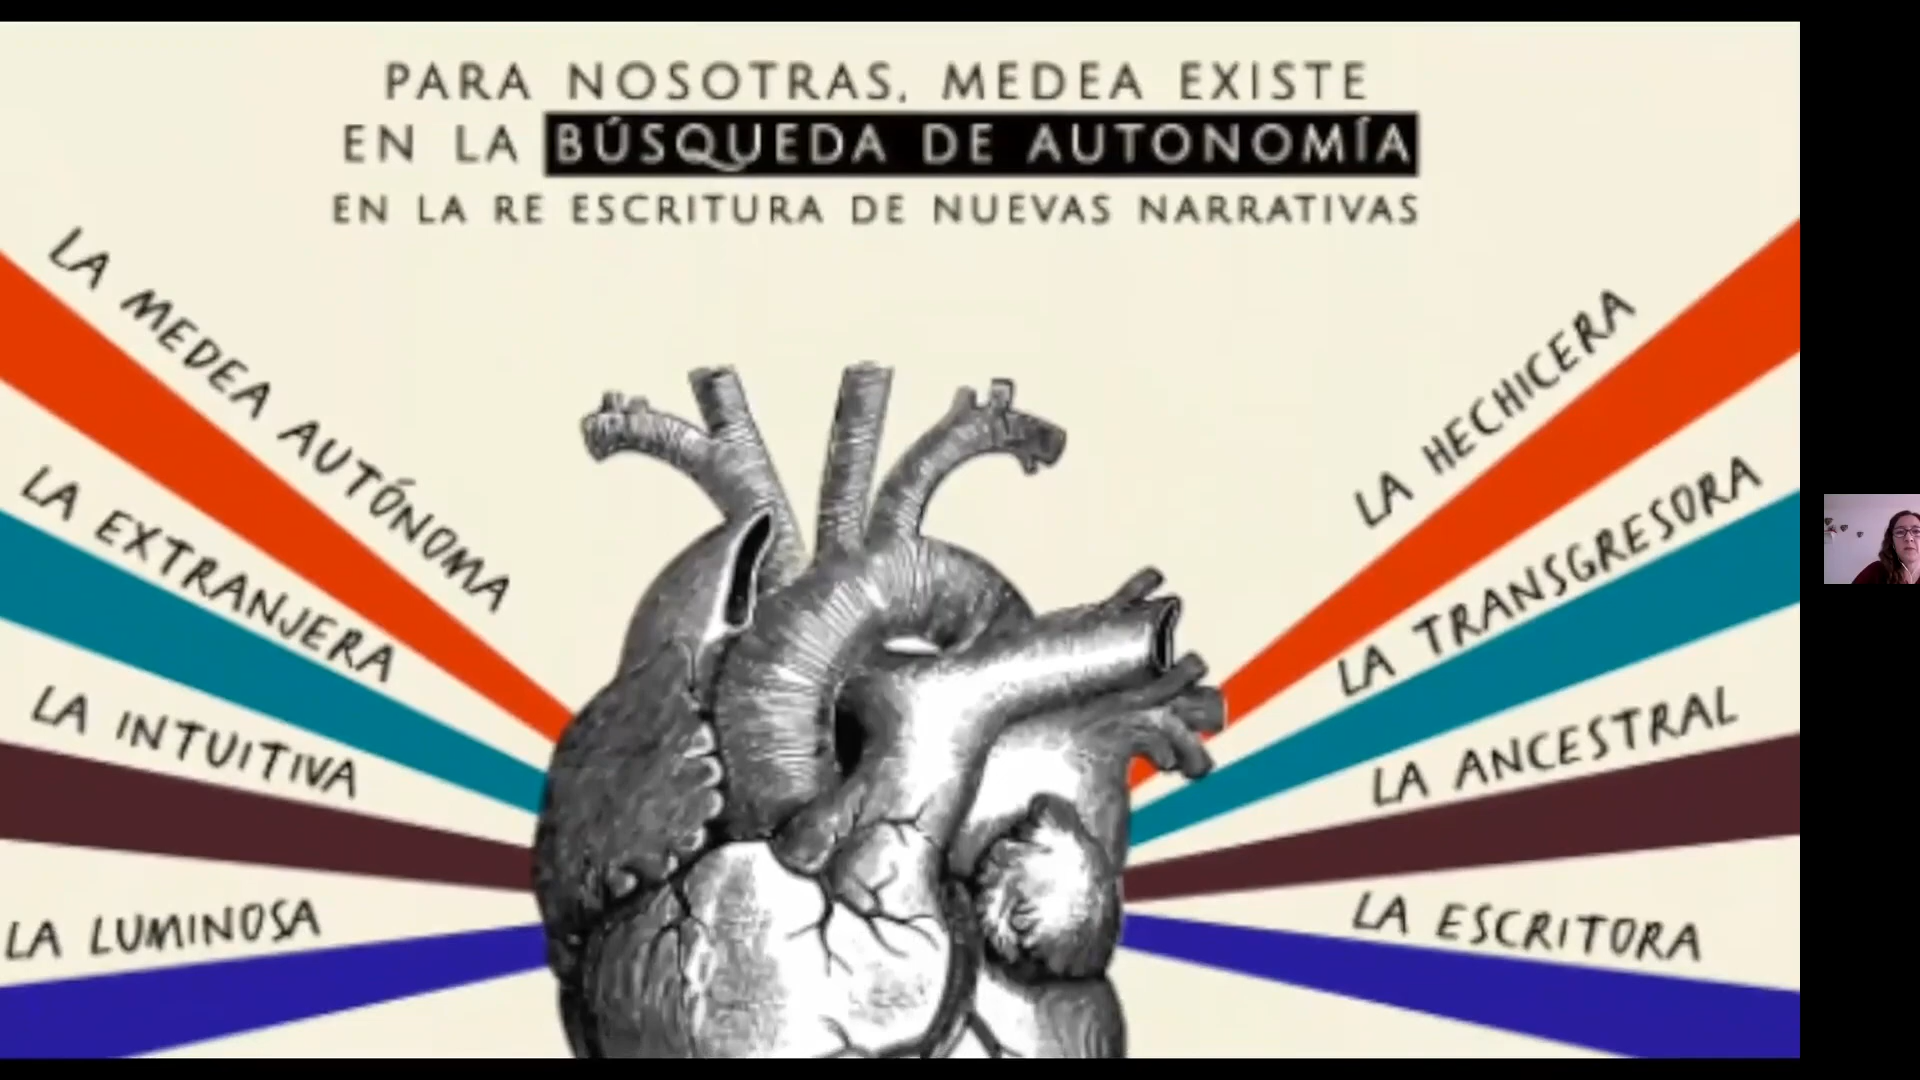 PARA NOSOTRAS, MEDEA EXISTE
EN LA BÚSQUEDA DE AUTONOMÍA
EN LA RE ESCRITURA DE NUEVAS NARRATIVAS
LA MEDEA AUTÓNOMA
LA EXTRANJERA
LA INTUITIVA
LA LUMINOSA
LA HECHICERA
LA TRANSGRESORA
LA ANCESTRAL
LA ESCRITORA